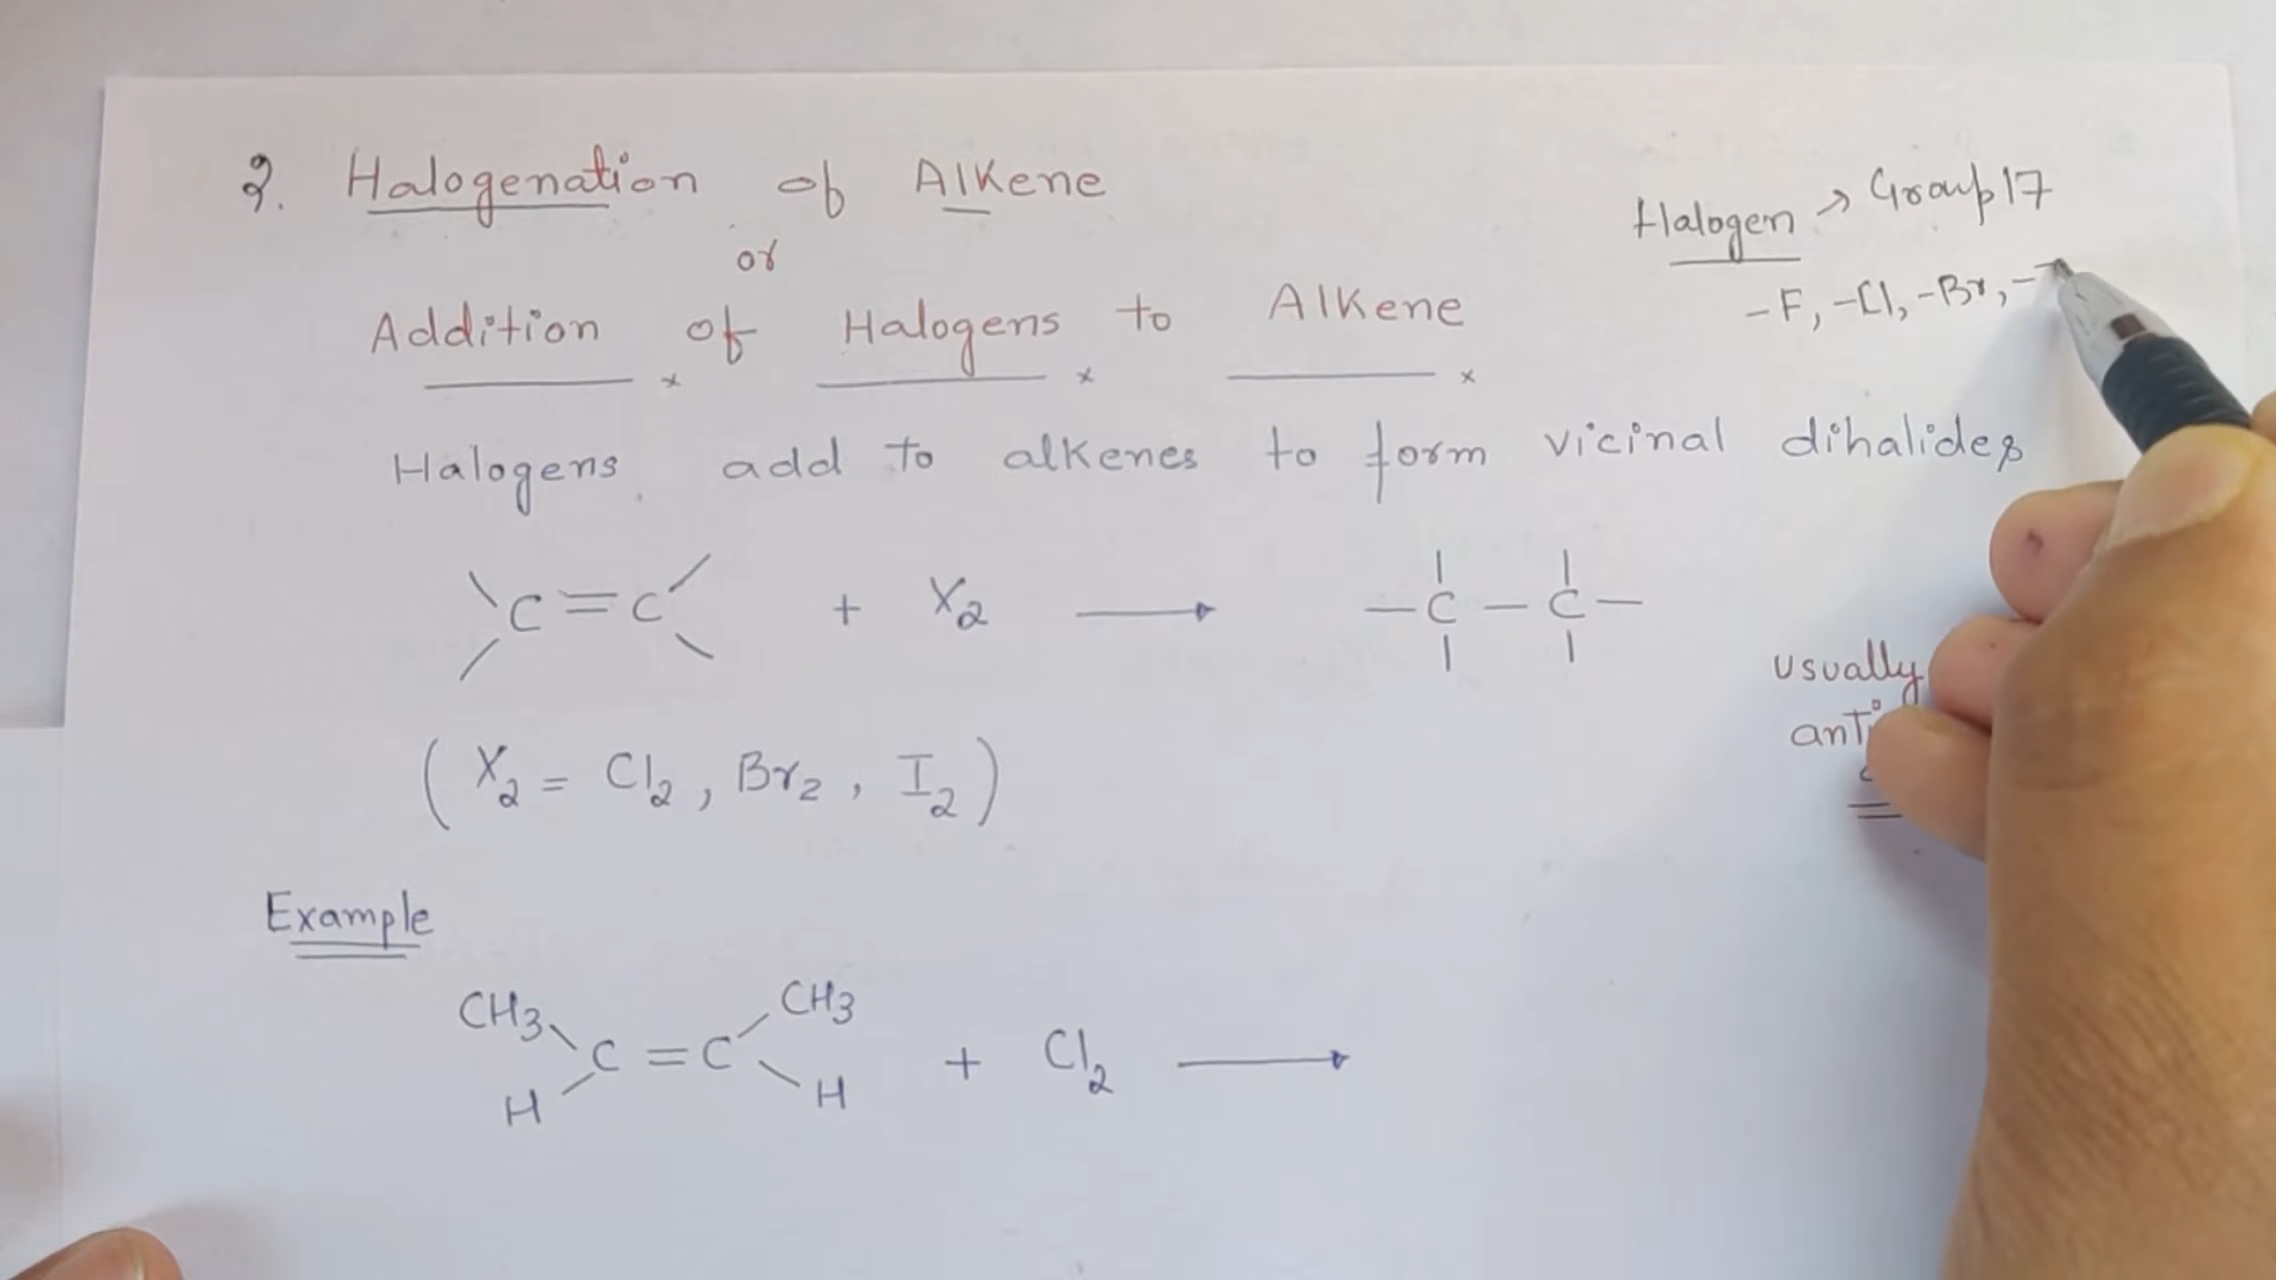 2. Halogenation of Alkene
or
Addition of Halogens to Alkene
Halogen → Group 17
-F, -Cl, -Br, -
Halogens add to alkenes to form vicinal dihalides
C = C + X2 → - C - C -
usually
anti
(X2 = Cl2, Br2, I2)
Example
CH3 CH3
C = C + Cl2 →
H H